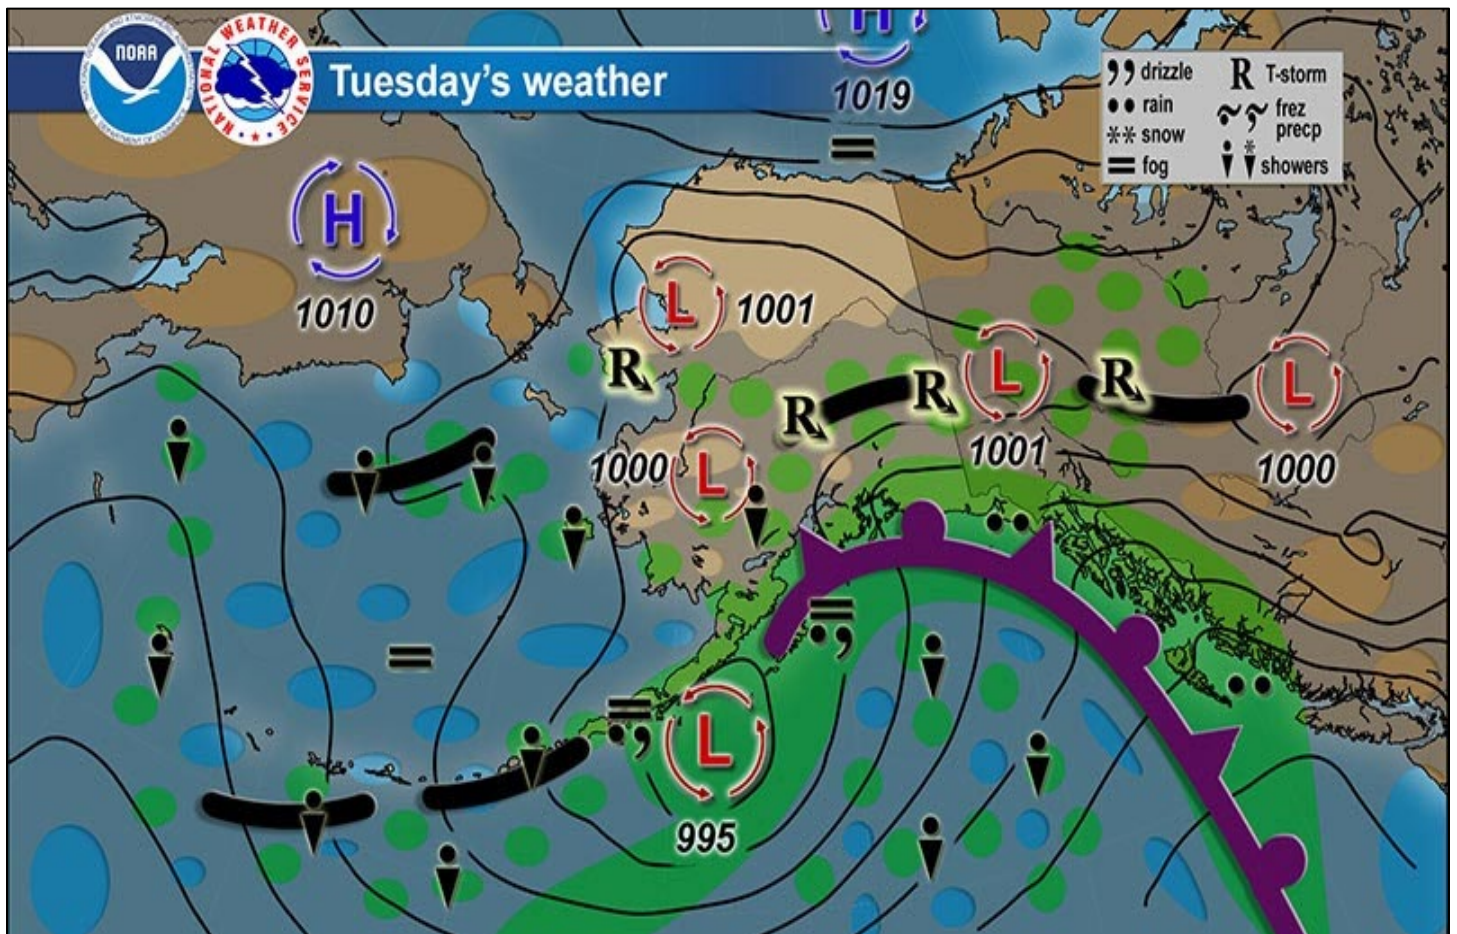 H
1019
NOAA
NATIONAL WEATHER SERVICE
Tuesday's weather
,, drizzle
R T-storm
•• rain
frez
precp
** snow
= fog
showers
H
1010
L 1001
R
R
R
L
1001
R
L
1000
1000 L
L
995